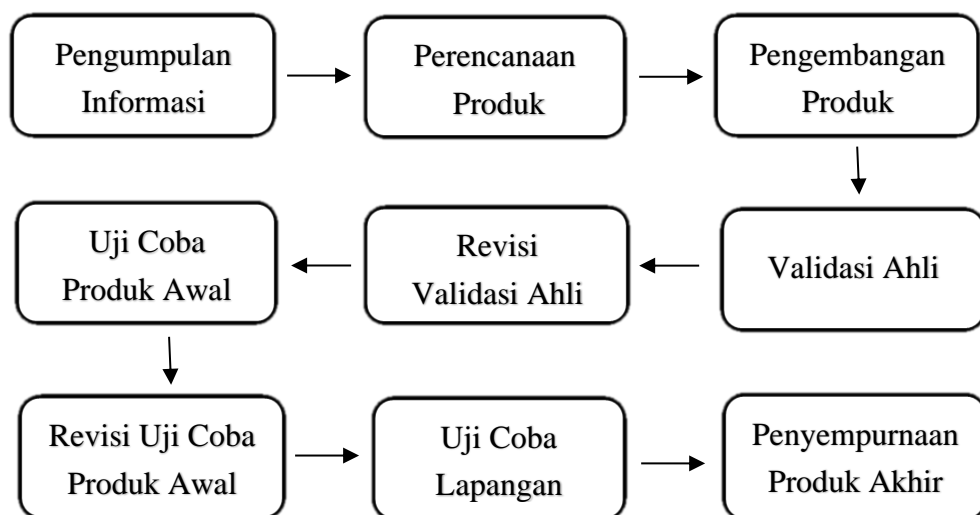 Pengumpulan
Informasi
Perencanaan
Produk
Pengembangan
Produk
Validasi Ahli
Revisi
Validasi Ahli
Uji Coba
Produk Awal
Revisi Uji Coba
Produk Awal
Uji Coba
Lapangan
Penyempurnaan
Produk Akhir